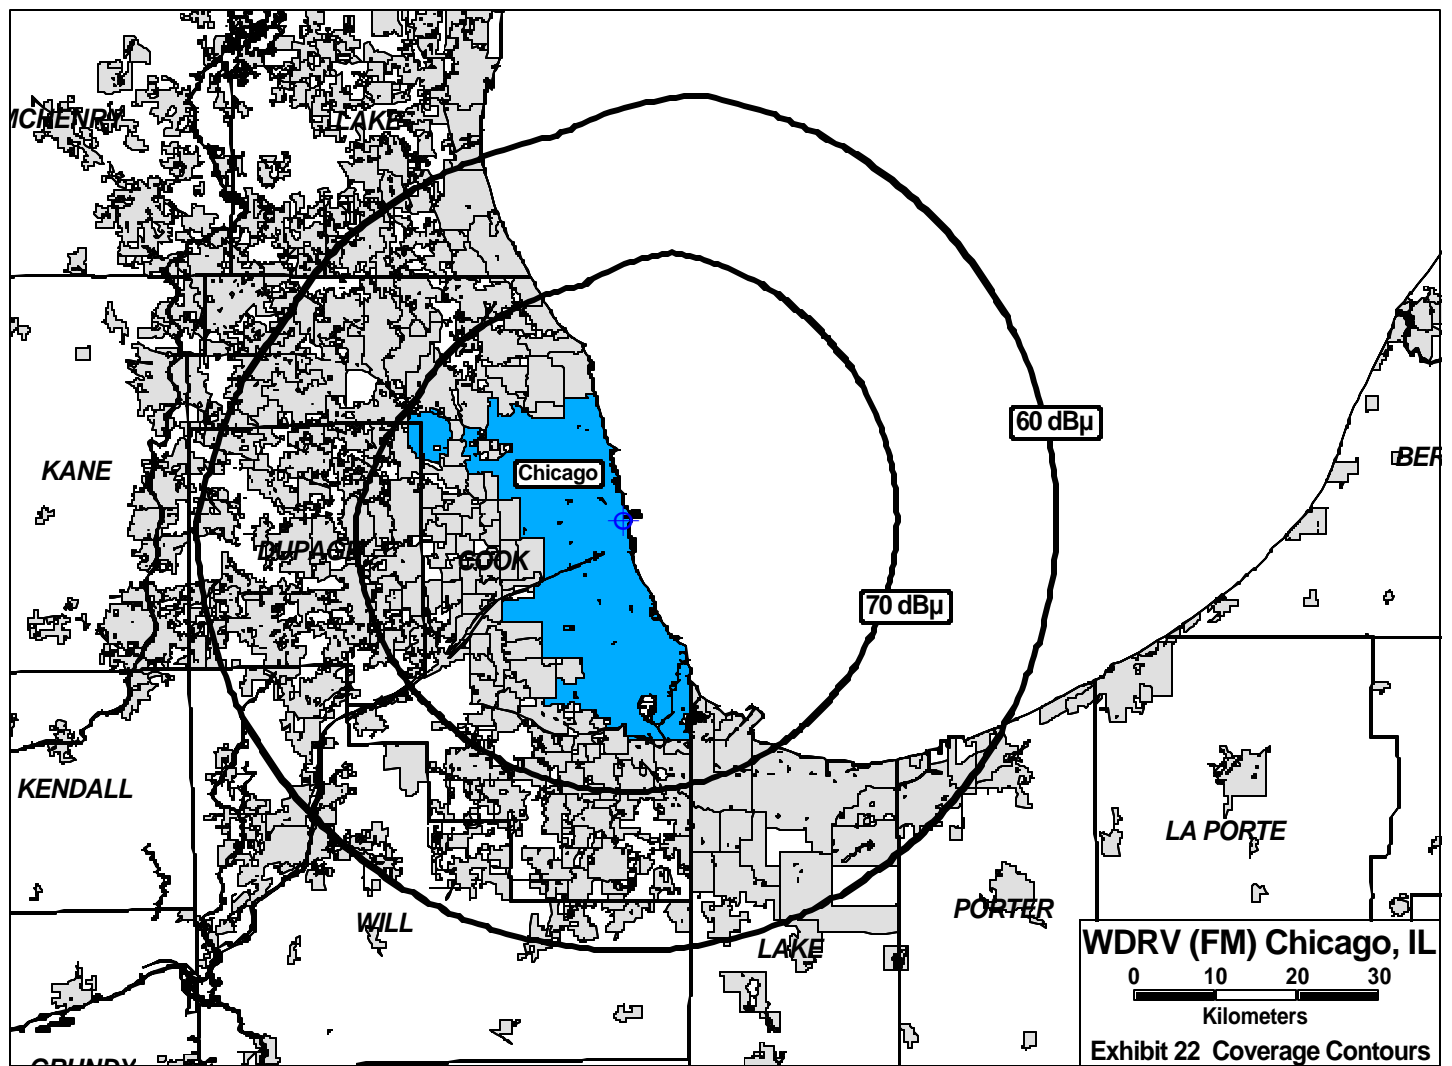 MCHENRY
LAKE
60 dBµ
KANE
Chicago
BER
DUPAGE
COOK
70 dBµ
KENDALL
LA PORTE
WILL
PORTER
LAKE
GRUNDY
WDRV (FM) Chicago, IL
0 10 20 30
Kilometers
Exhibit 22 Coverage Contours